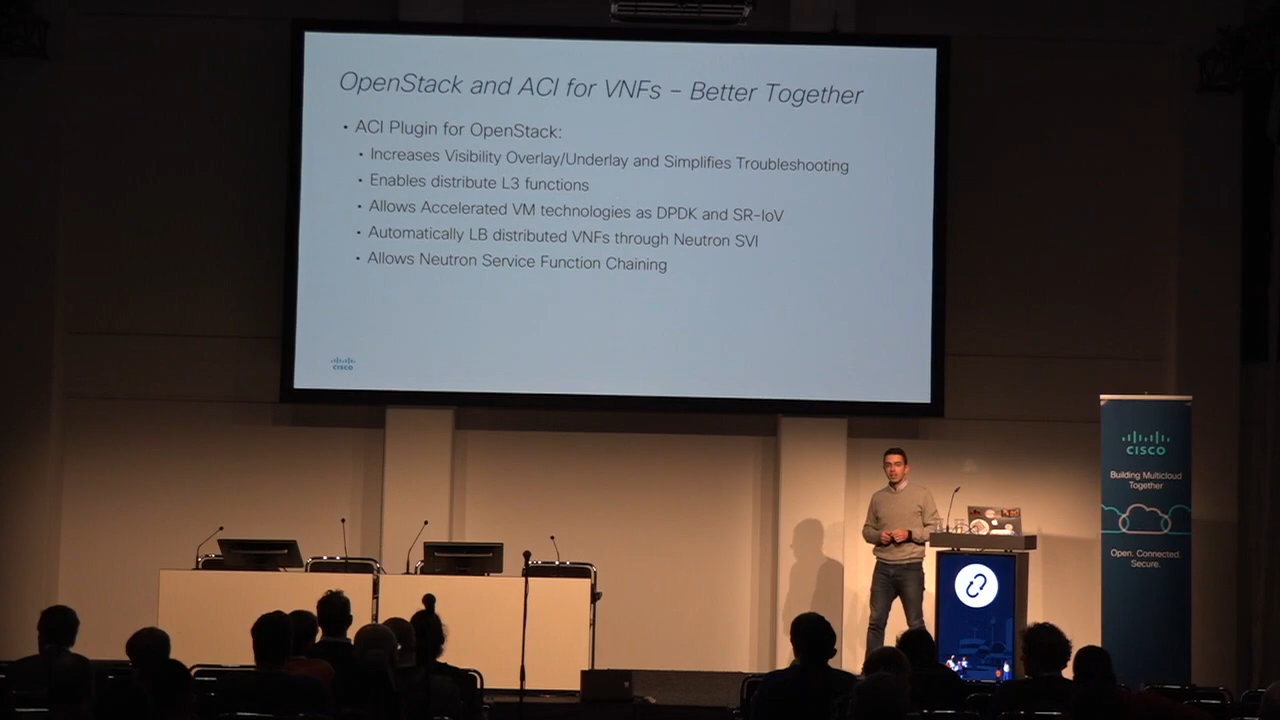 OpenStack and ACI for VNFs – Better Together
• ACI Plugin for OpenStack:
• Increases Visibility Overlay/Underlay and Simplifies Troubleshooting
• Enables distribute L3 functions
• Allows Accelerated VM technologies as DPDK and SR-IoV
• Automatically LB distributed VNFs through Neutron SVI
• Allows Neutron Service Function Chaining
CISCO
CISCO
Building Multicloud
Together
Open. Connected.
Secure.